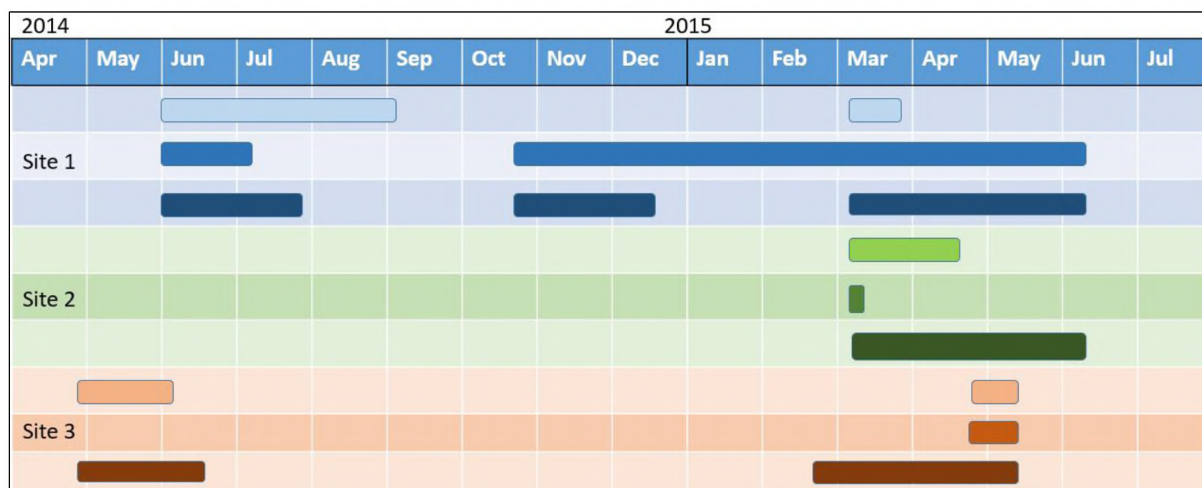 2014 2015
Apr May Jun Jul Aug Sep Oct Nov Dec Jan Feb Mar Apr May Jun Jul
Site 1
Site 2
Site 3